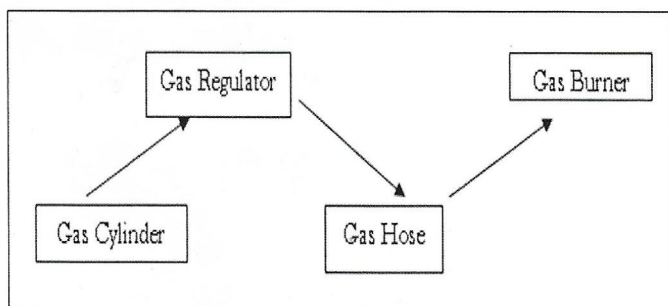 Gas Regulator
Gas Burner
Gas Cylinder
Gas Hose